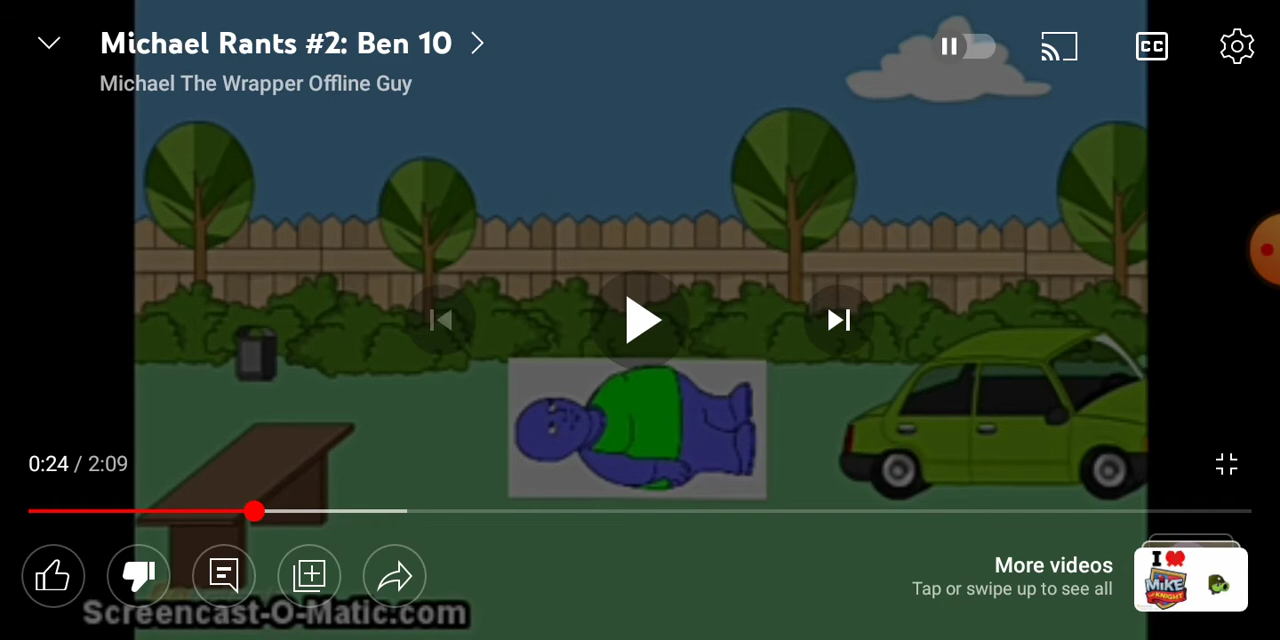 Michael Rants #2: Ben 10
Michael The Wrapper Offline Guy
CC
0:24 / 2:09
More videos
Tap or swipe up to see all
I
MiKE
KNIGHT
Screencast-O-Matic.com